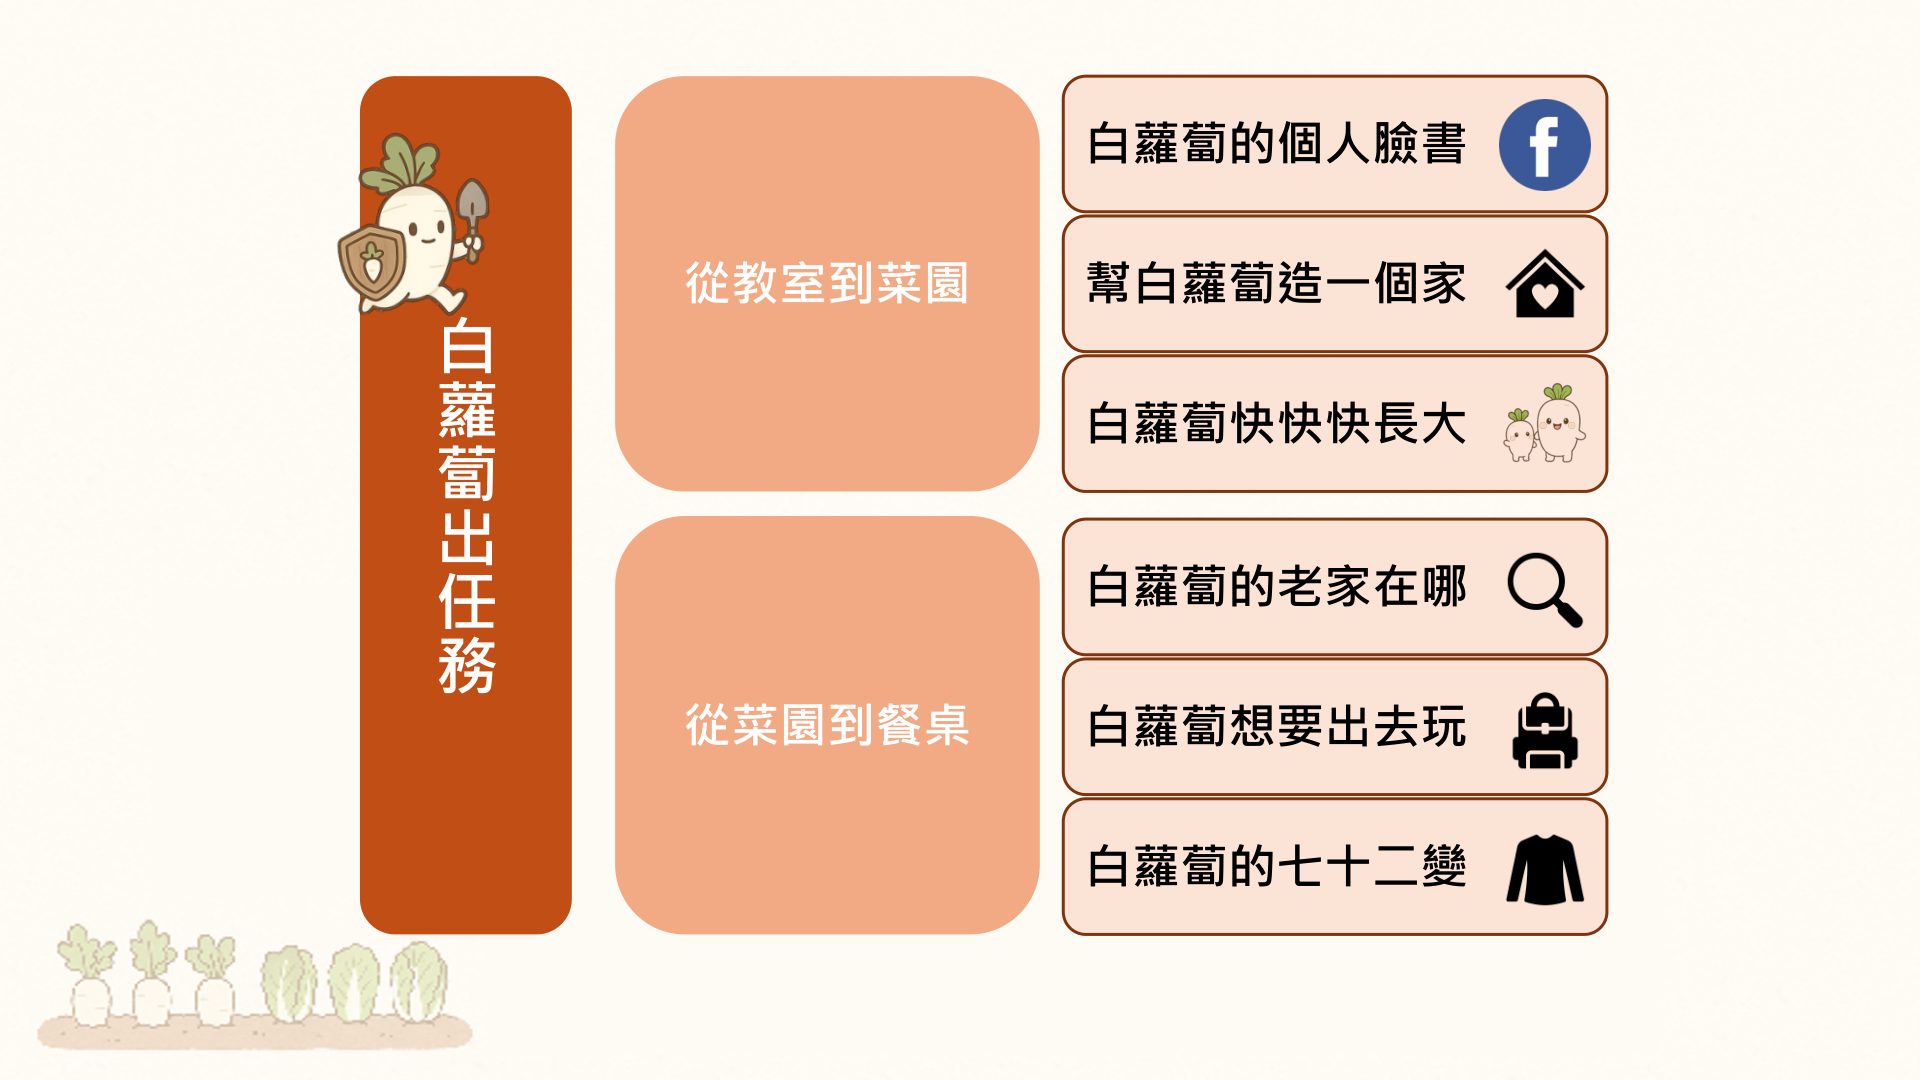 白蘿蔔出任務
從教室到菜園
白蘿蔔的個人臉書
幫白蘿蔔造一個家
白蘿蔔快快快長大
從菜園到餐桌
白蘿蔔的老家在哪
白蘿蔔想要出去玩
白蘿蔔的七十二變